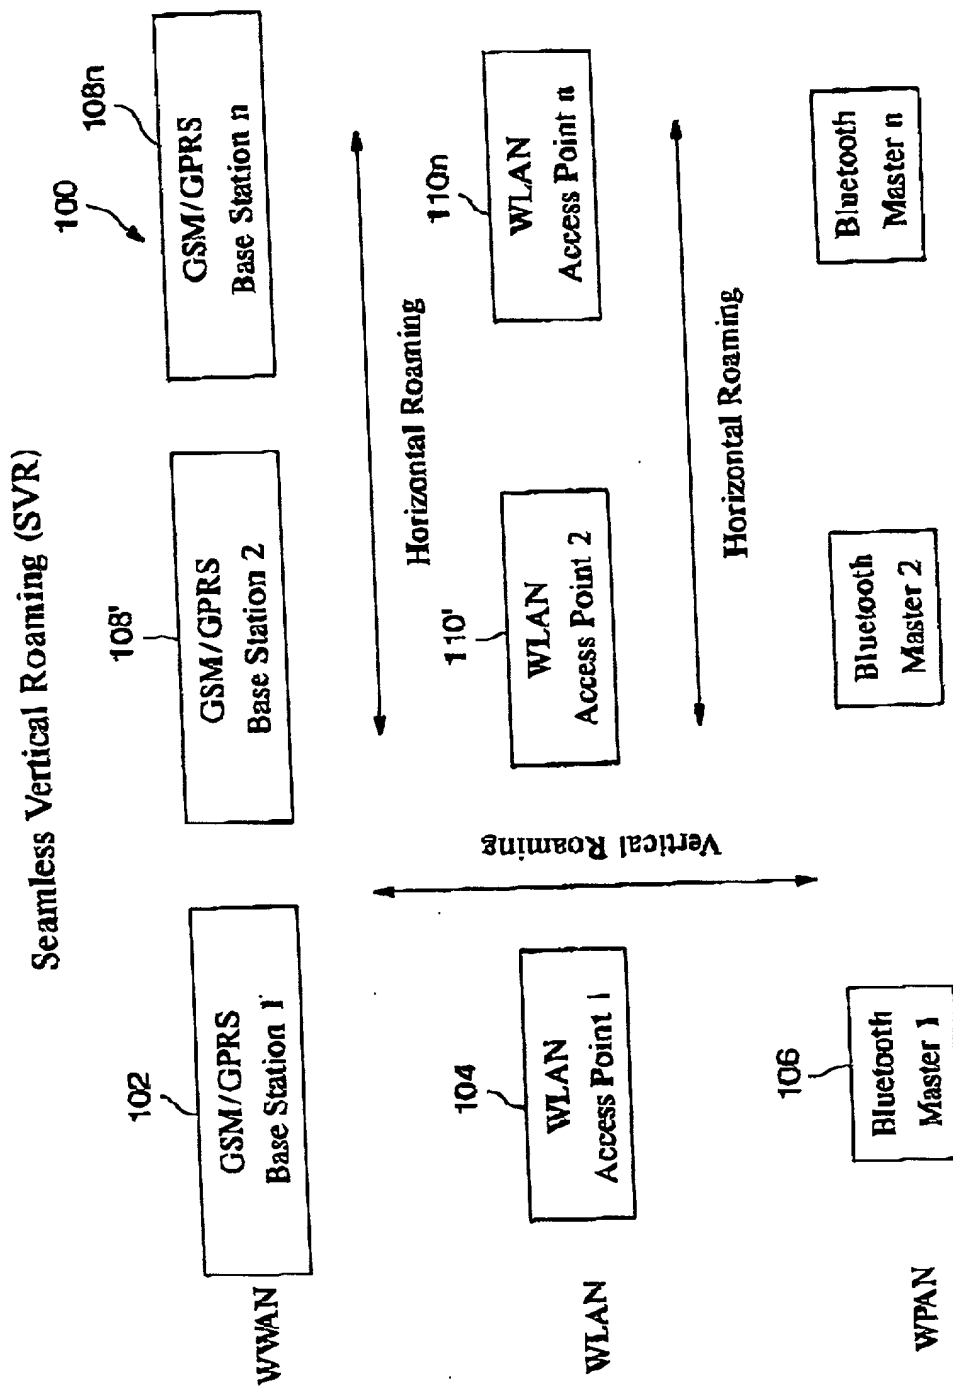 Seamless Vertical Roaming (SVR)
100
102
108'
108n
WWAN
GSM/GPRS
Base Station 1
GSM/GPRS
Base Station 2
GSM/GPRS
Base Station n
Horizontal Roaming
Vertical Roaming
104
110'
110n
WLAN
WLAN
Access Point 1
WLAN
Access Point 2
WLAN
Access Point n
Horizontal Roaming
106
WPAN
Bluetooth
Master 1
Bluetooth
Master 2
Bluetooth
Master n